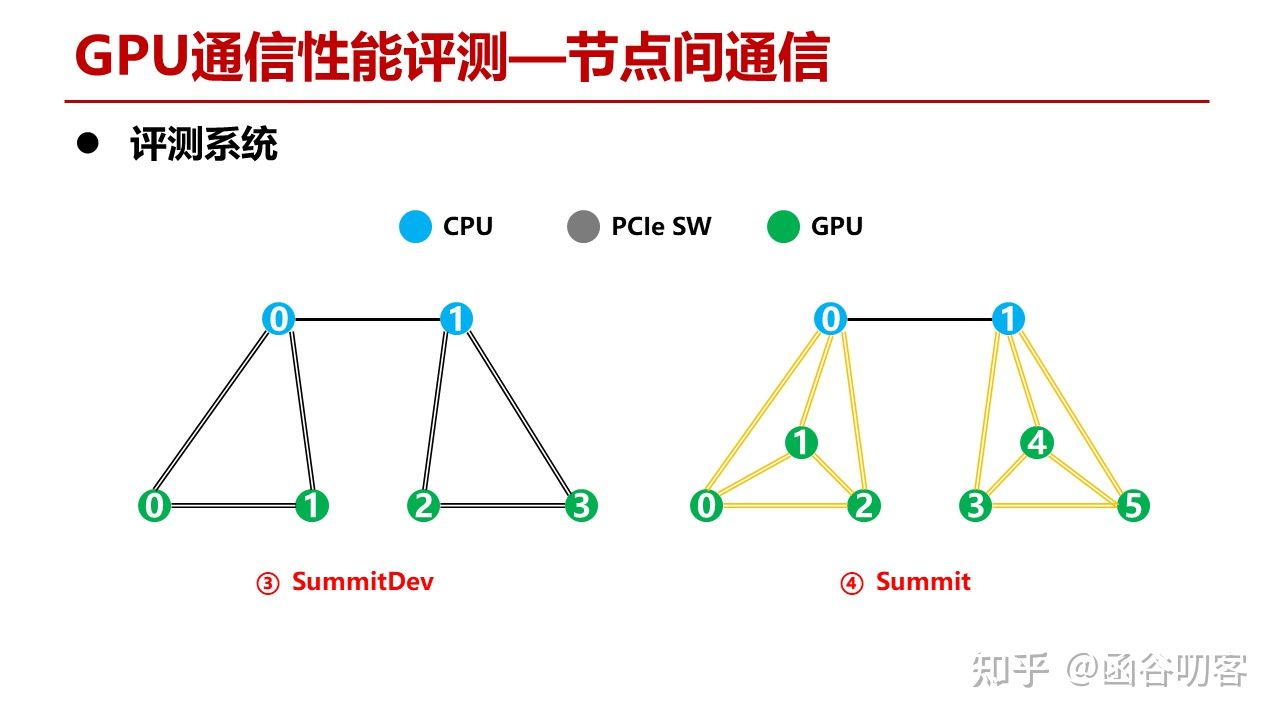 GPU通信性能评测—节点间通信
● 评测系统
CPU PCIe SW GPU
0 1 0 1
1 4
0 1 2 3 0 2 3 5
③ SummitDev ④ Summit
知乎 @函谷叨客